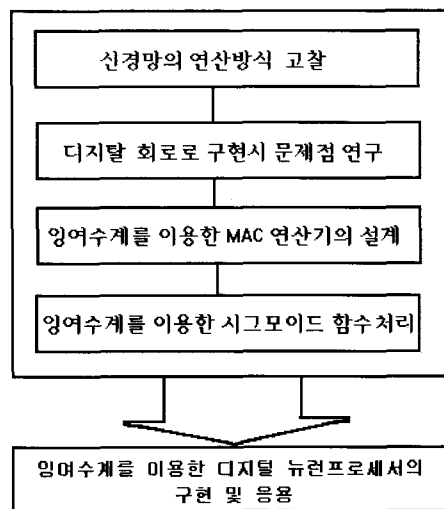 신경망의 연산방식 고찰
디지탈 회로로 구현시 문제점 연구
잉여수계를 이용한 MAC 연산기의 설계
잉여수계를 이용한 시그모이드 함수처리
잉여수계를 이용한 디지털 뉴런프로세서의
구현 및 응용